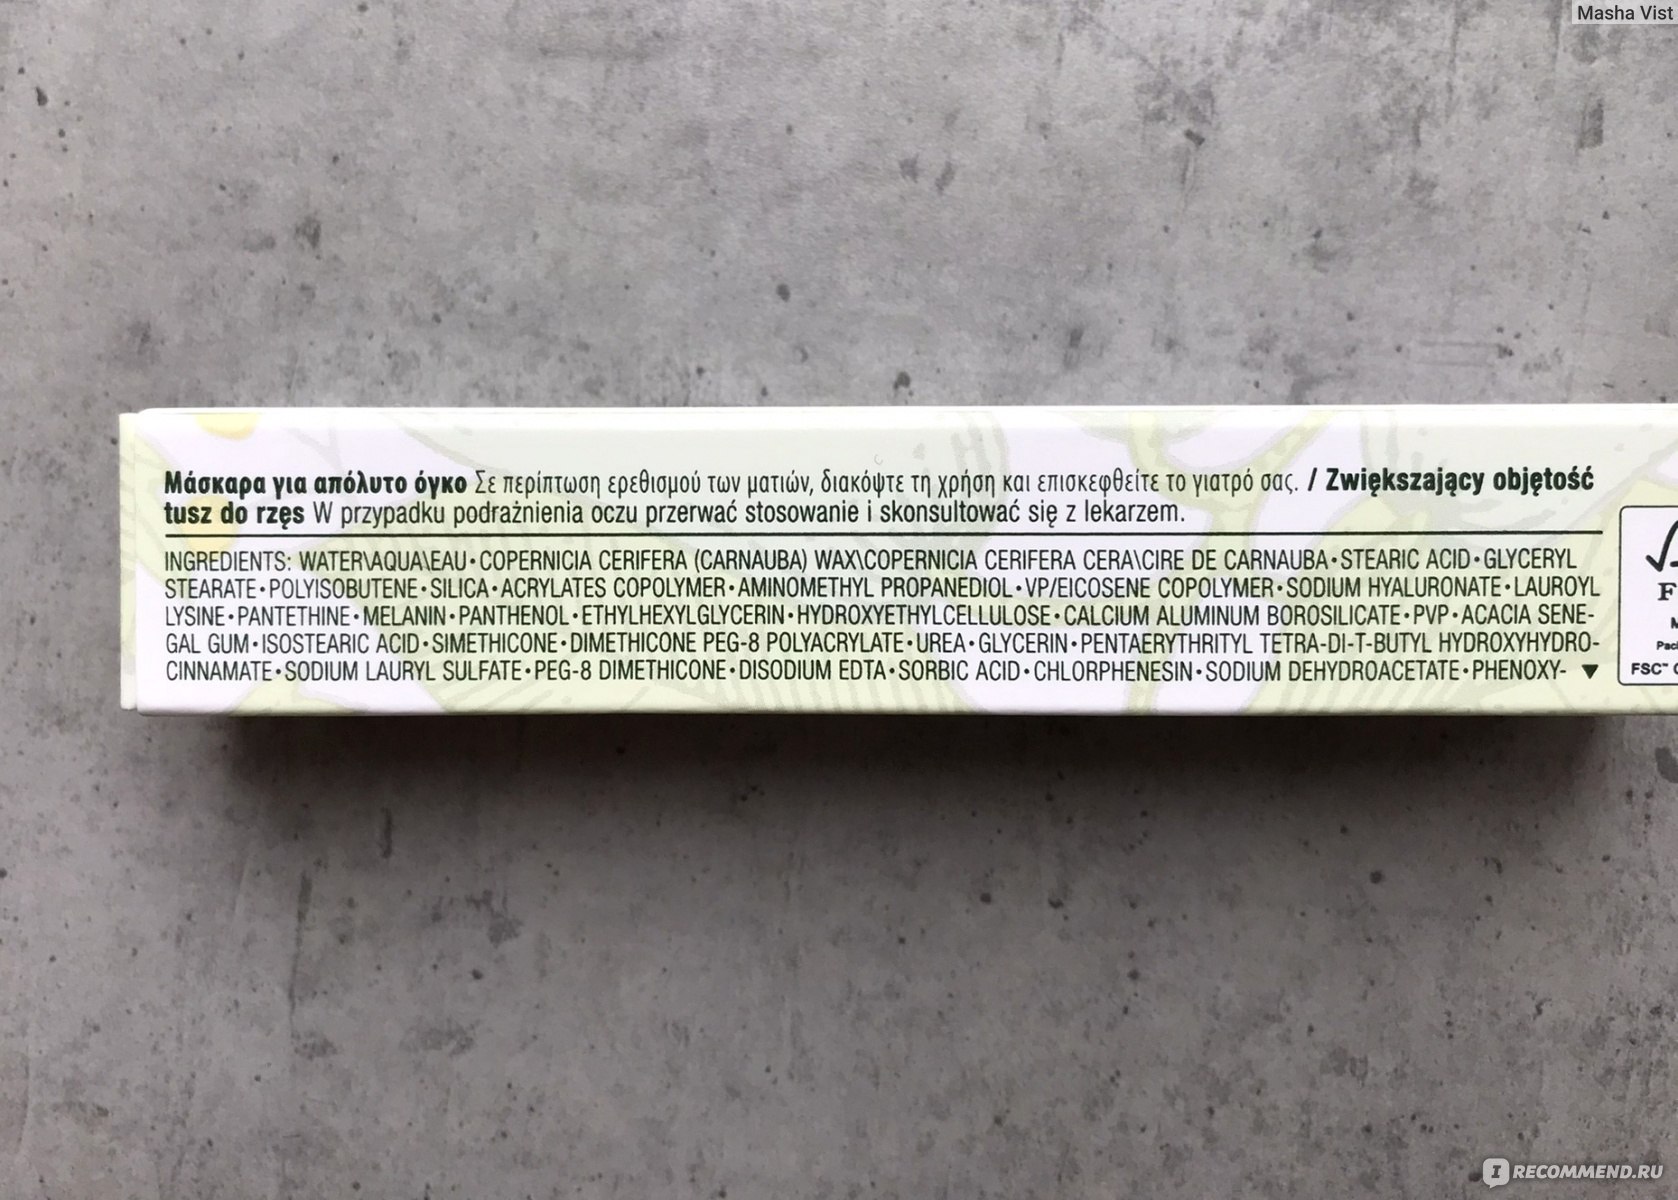 Masha Vist
Μάσκαρα για απόλυτο όγκο Σε περίπτωση ερεθισμού των ματιών, διακόψτε τη χρήση και επισκεφθείτε το γιατρό σας. / Zwiększający objętość
tusz do rzęs W przypadku podrażnienia oczu przerwać stosowanie i skonsultować się z lekarzem.
INGREDIENTS: WATER\AQUA\EAU•COPERNICIA CERIFERA (CARNAUBA) WAX\COPERNICIA CERIFERA CERA\CIRE DE CARNAUBA•STEARIC ACID•GLYCERYL
STEARATE•POLYISOBUTENE•SILICA•ACRYLATES COPOLYMER•AMINOMETHYL PROPANEDIOL•VP/EICOSENE COPOLYMER•SODIUM HYALURONATE•LAUROYL
LYSINE•PANTETHINE•MELANIN•PANTHENOL•ETHYLHEXYLGLYCERIN•HYDROXYETHYLCELLULOSE•CALCIUM ALUMINUM BOROSILICATE•PVP•ACACIA SENE-
GAL GUM•ISOSTEARIC ACID•SIMETHICONE•DIMETHICONE PEG-8 POLYACRYLATE•UREA•GLYCERIN•PENTAERYTHRITYL TETRA-DI-T-BUTYL HYDROXYHYDRO-
CINNAMATE•SODIUM LAURYL SULFATE•PEG-8 DIMETHICONE•DISODIUM EDTA•SORBIC ACID•CHLORPHENESIN•SODIUM DEHYDROACETATE•PHENOXY- ▼
FSC™
IRECOMMEND.RU